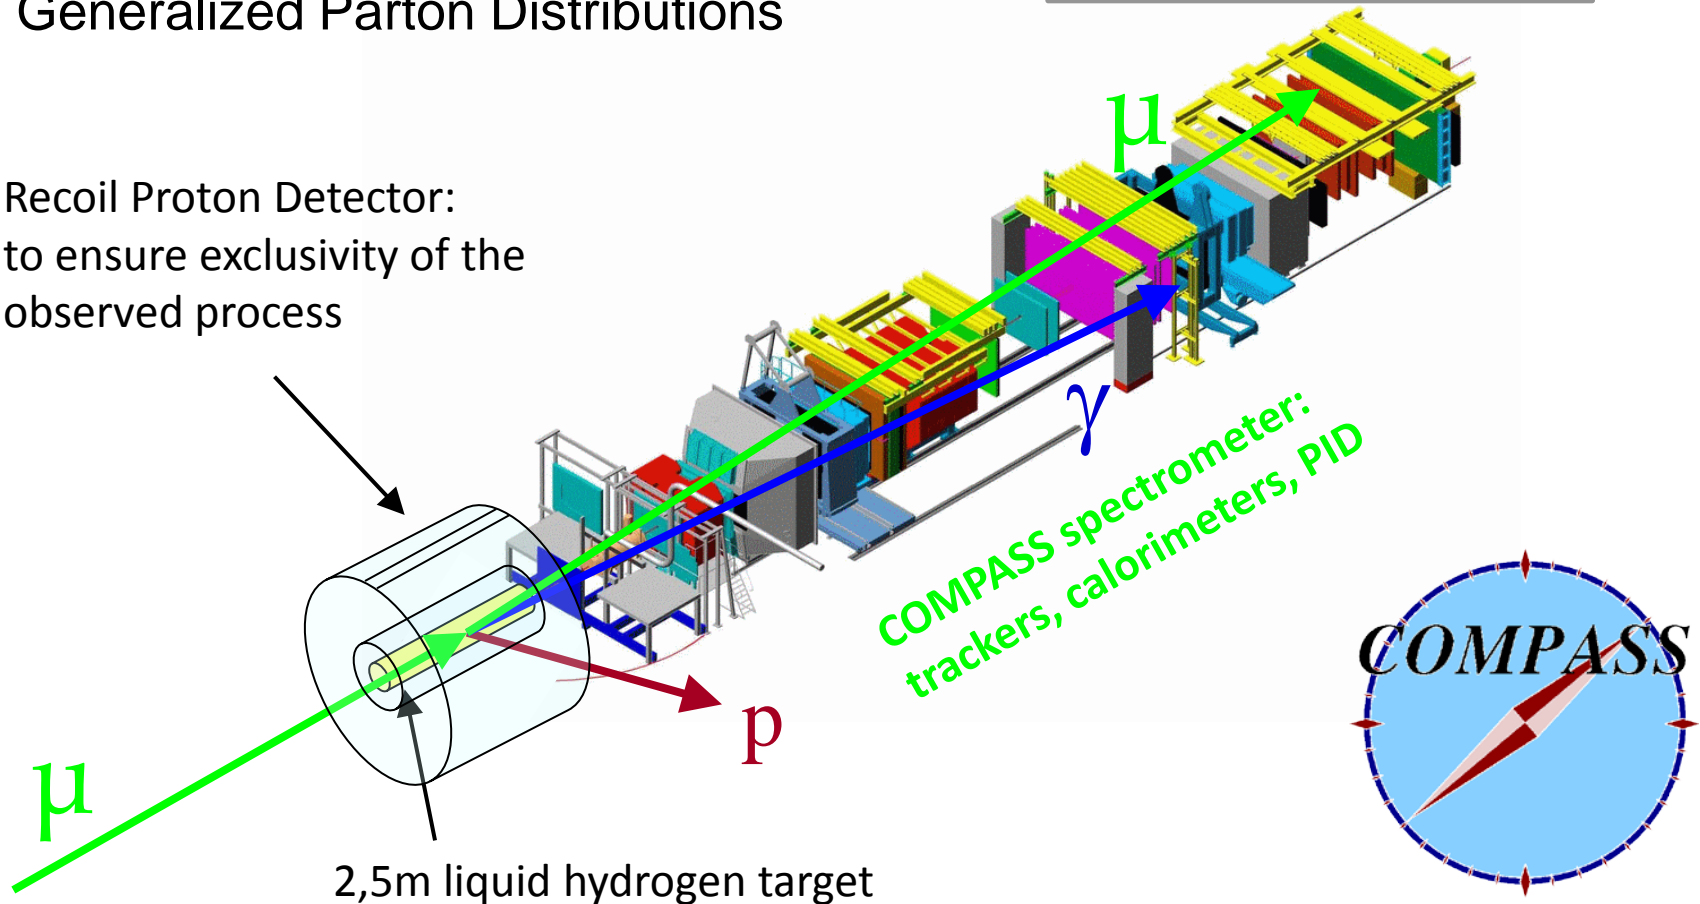 Generalized Parton Distributions
μ
Recoil Proton Detector:
to ensure exclusivity of the
observed process
γ
COMPASS spectrometer:
trackers, calorimeters, PID
COMPASS
p
μ
2,5m liquid hydrogen target